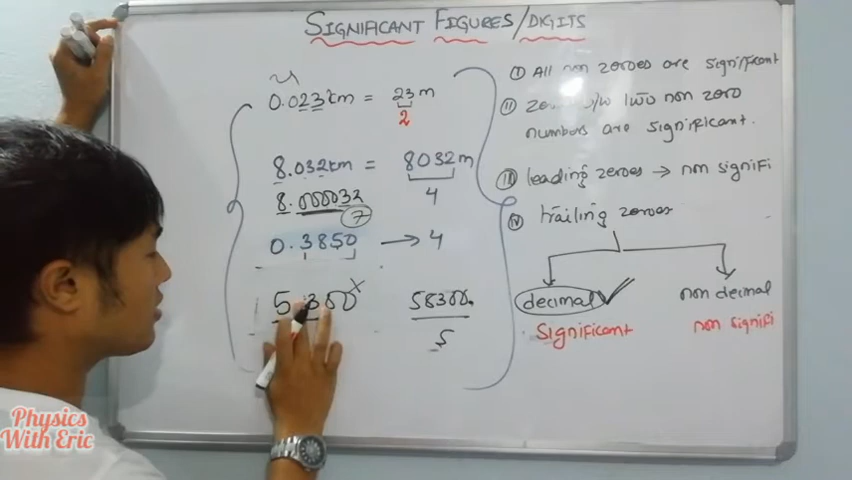 SIGNIFICANT FIGURES/DIGITS
0.023km = 23m
2
8.032km = 8032m
8.000032
4
7
0.3850 → 4
58300.
5
① All non zeroes are significant
② b/w two non zero
numbers are significant.
③ leading zeroes → non signifi
④ trailing zeroes
decimal ✓
non decimal
Significant
non signifi
Physics
With Eric